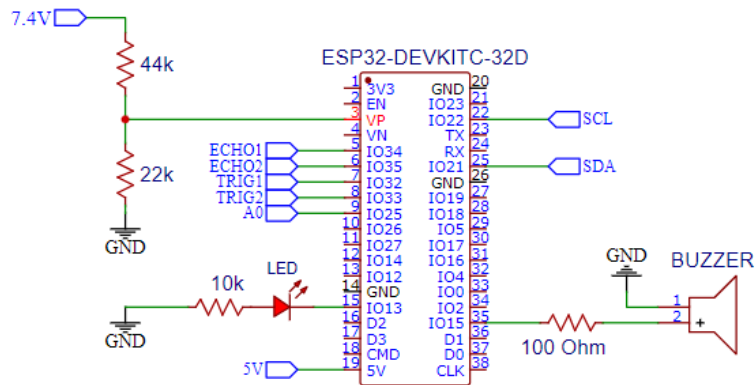 7.4V
44k
22k
GND
ESP32-DEVKITC-32D
1 3V3 GND 20
2 EN IO23 21
3 VP IO22 22 SCL
4 VN TX 23
ECHO1 5 IO34 RX 24
ECHO2 6 IO35 IO21 25 SDA
TRIG1 7 IO32 GND 26
TRIG2 8 IO33 IO19 27
A0 9 IO25 IO18 28
10 IO26 IO5 29
11 IO27 IO17 30
12 IO14 IO16 31
13 IO12 IO4 32
14 GND IO0 33
15 IO13 IO2 34
16 D2 IO15 35
17 D3 D1 36
18 CMD D0 37
5V 19 5V CLK 38
LED
10k
GND
GND
BUZZER
1
2 +
100 Ohm